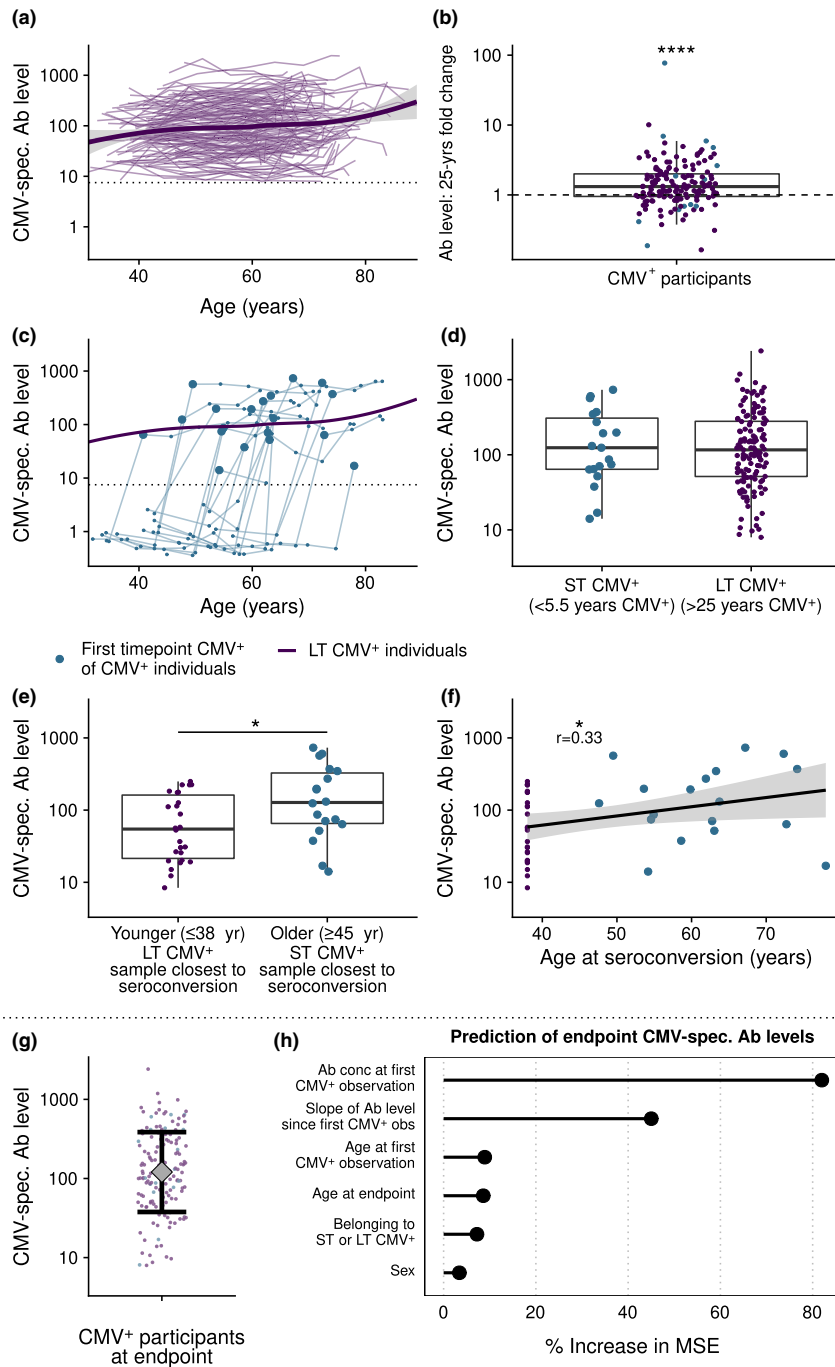 (a)
CMV-spec. Ab level
1000
100
10
1
40
60
80
Age (years)
(b)
Ab level: 25-yrs fold change
100
10
1
****
CMV⁺ participants
(c)
CMV-spec. Ab level
1000
100
10
1
40
60
80
Age (years)
(d)
CMV-spec. Ab level
1000
100
10
ST CMV⁺
(<5.5 years CMV⁺)
LT CMV⁺
(>25 years CMV⁺)
First timepoint CMV⁺
of CMV⁺ individuals
LT CMV⁺ individuals
(e)
CMV-spec. Ab level
1000
100
10
*
Younger (≤38 yr)
LT CMV⁺
sample closest to
seroconversion
Older (≥45 yr)
ST CMV⁺
sample closest to
seroconversion
(f)
CMV-spec. Ab level
1000
100
10
*
r=0.33
40
50
60
70
Age at seroconversion (years)
(g)
CMV-spec. Ab level
1000
100
10
CMV⁺ participants
at endpoint
(h)
Prediction of endpoint CMV-spec. Ab levels
Ab conc at first
CMV⁺ observation
Slope of Ab level
since first CMV⁺ obs
Age at first
CMV⁺ observation
Age at endpoint
Belonging to
ST or LT CMV⁺
Sex
0
20
40
60
80
% Increase in MSE